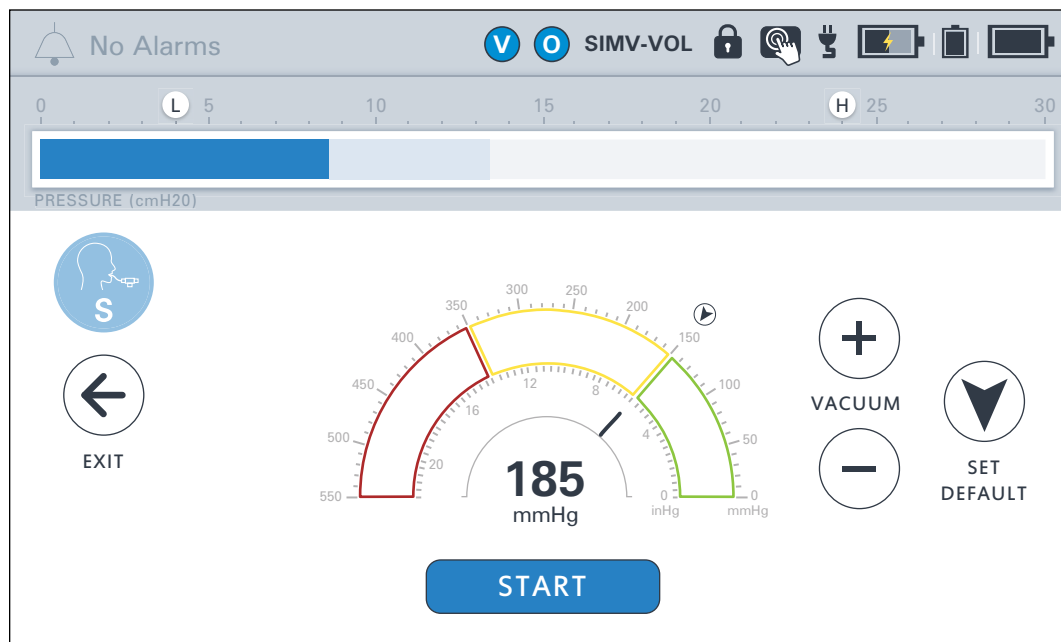 No Alarms
V O SIMV-VOL
0 L 5 10 15 20 H 25 30
PRESSURE (cmH20)
S
EXIT
550 500 450 400 350 300 250 200 150 100 50 0
mmHg
20 16 12 8 4 0
inHg
185
mmHg
VACUUM
SET
DEFAULT
START